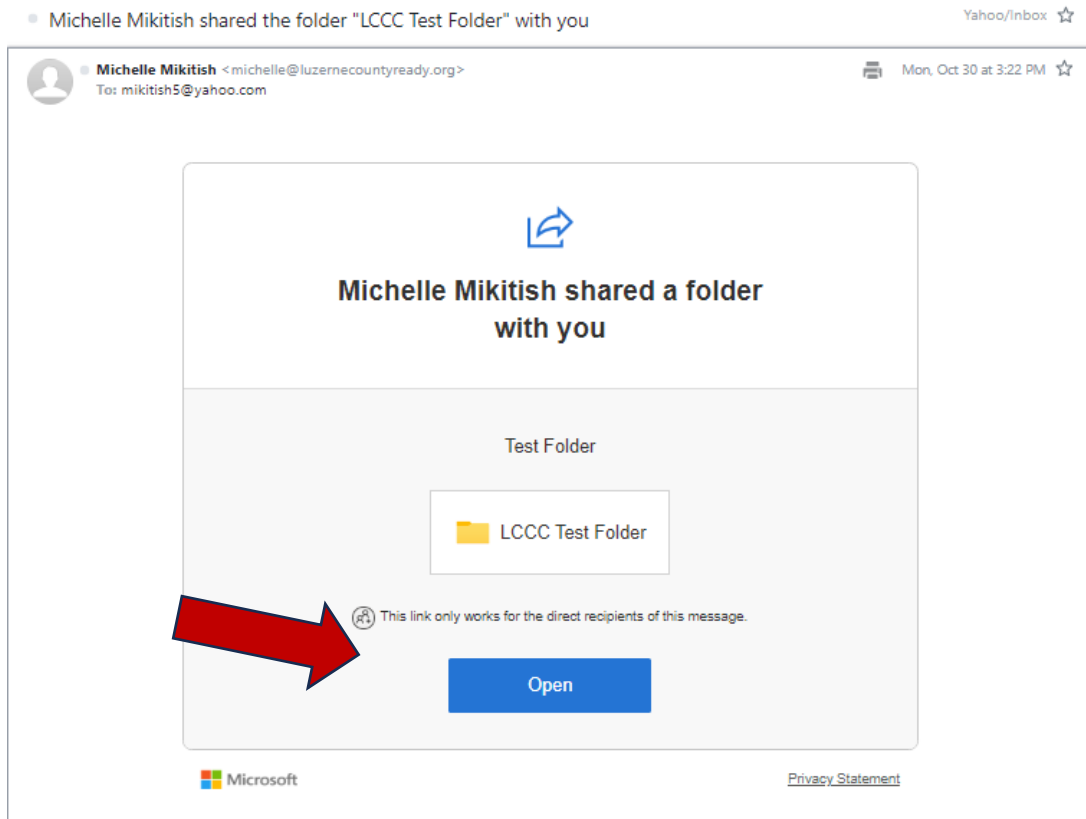 Michelle Mikitish shared the folder "LCCC Test Folder" with you
Yahoo/Inbox
Michelle Mikitish <michelle@luzernecountyready.org>
Mon, Oct 30 at 3:22 PM
To: mikitish5@yahoo.com
Michelle Mikitish shared a folder
with you
Test Folder
LCCC Test Folder
This link only works for the direct recipients of this message.
Open
Microsoft
Privacy Statement